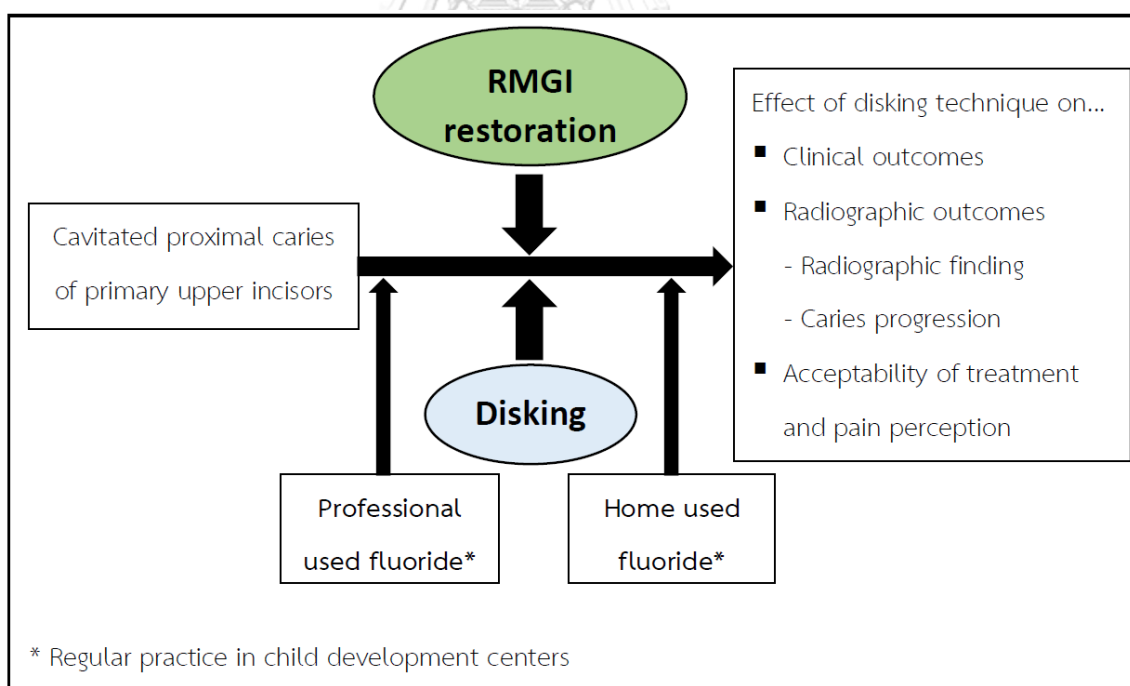 RMGI
restoration
Cavitated proximal caries
of primary upper incisors
Effect of disking technique on...
▪ Clinical outcomes
▪ Radiographic outcomes
- Radiographic finding
- Caries progression
▪ Acceptability of treatment
and pain perception
Disking
Professional
used fluoride*
Home used
fluoride*
* Regular practice in child development centers